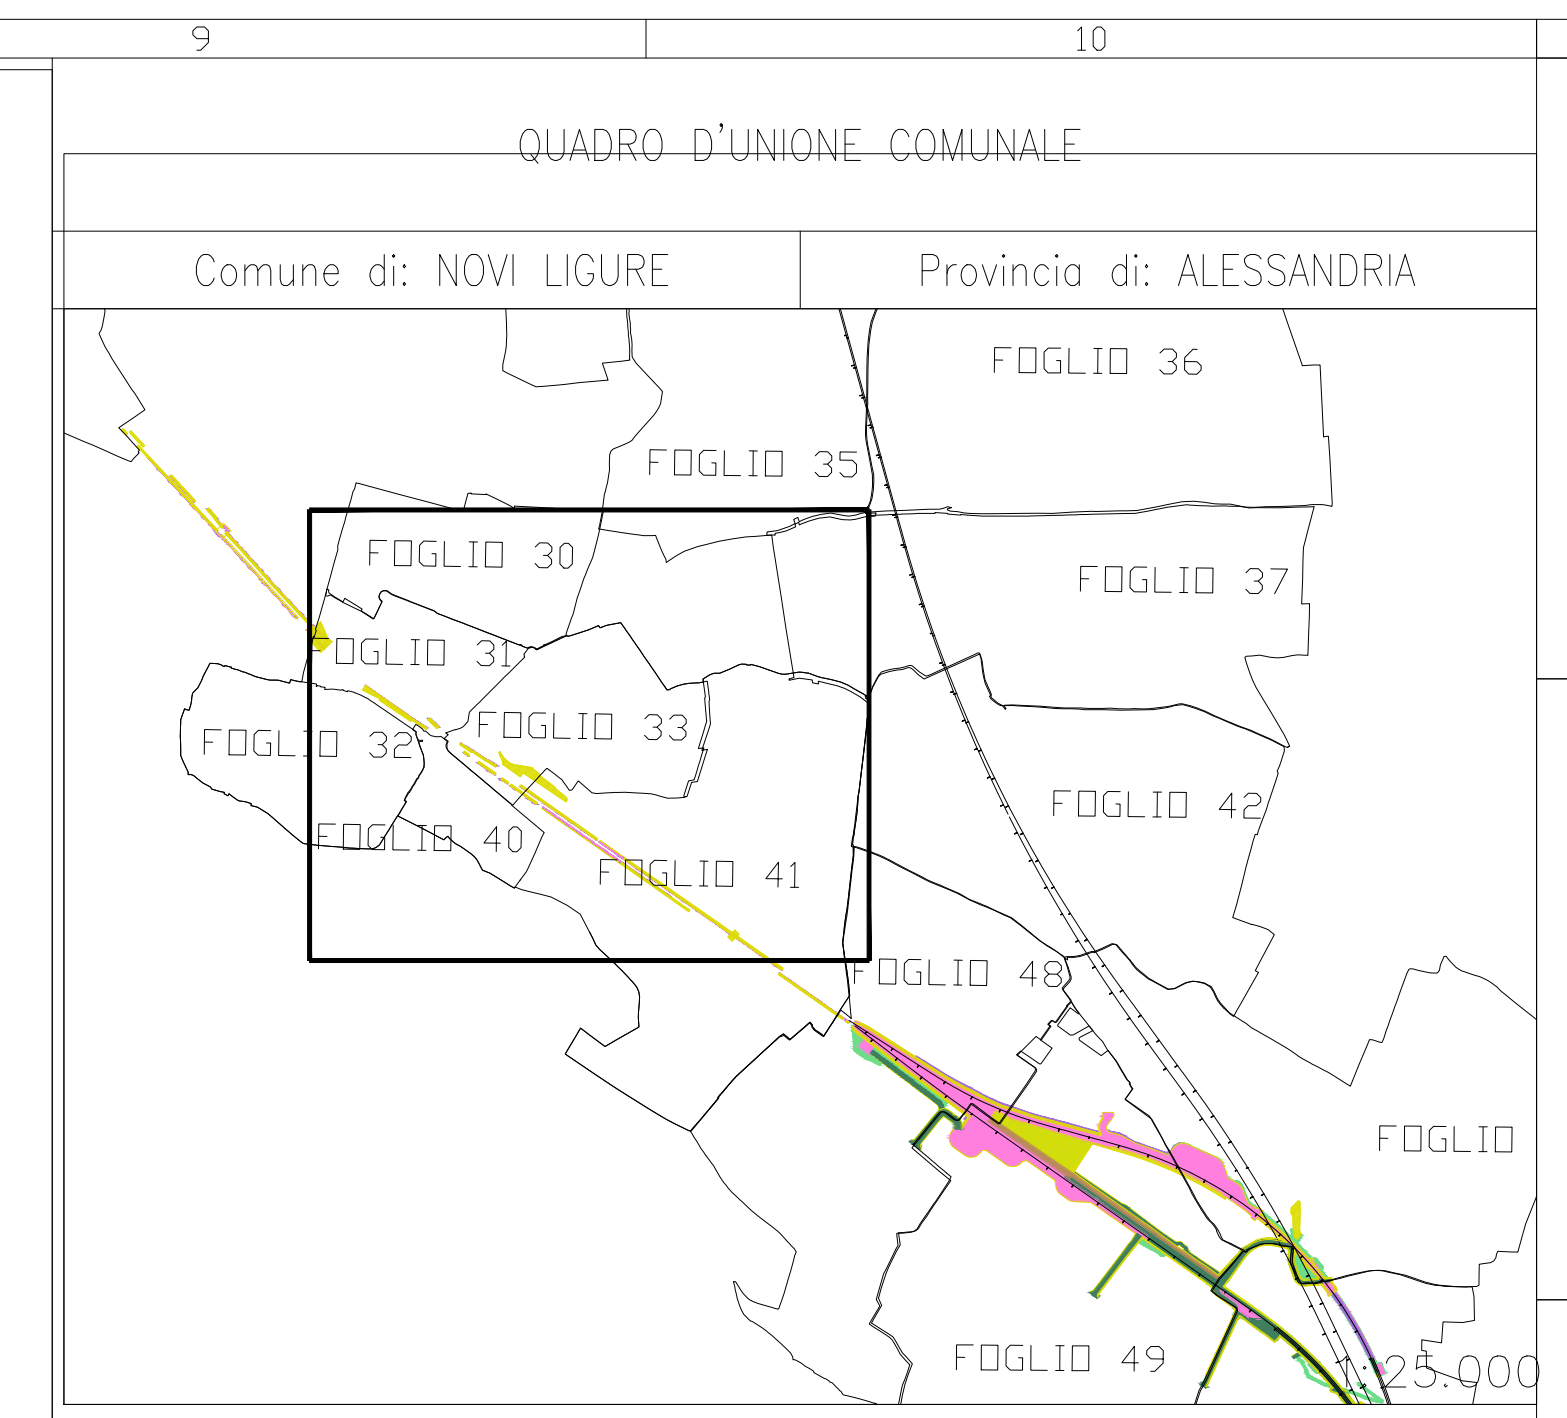 9 10
QUADRO D'UNIONE COMUNALE
Comune di: NOVI LIGURE Provincia di: ALESSANDRIA
FOGLIO 36
FOGLIO 35
FOGLIO 30
FOGLIO 37
FOGLIO 31
FOGLIO 33
FOGLIO 32
FOGLIO 42
FOGLIO 40
FOGLIO 41
FOGLIO 48
FOGLIO
FOGLIO 49
1:25.000